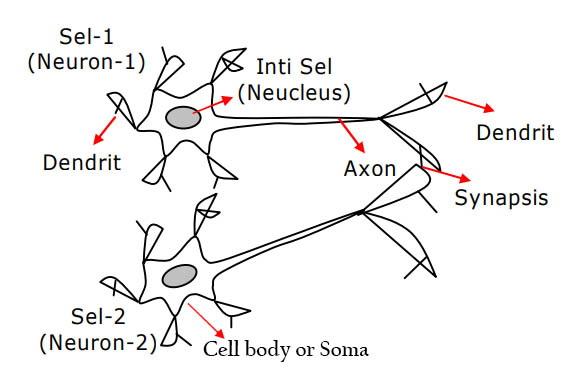 Sel-1
(Neuron-1)
Inti Sel
(Neucleus)
Dendrit
Dendrit
Axon
Synapsis
Sel-2
(Neuron-2)
Cell body or Soma